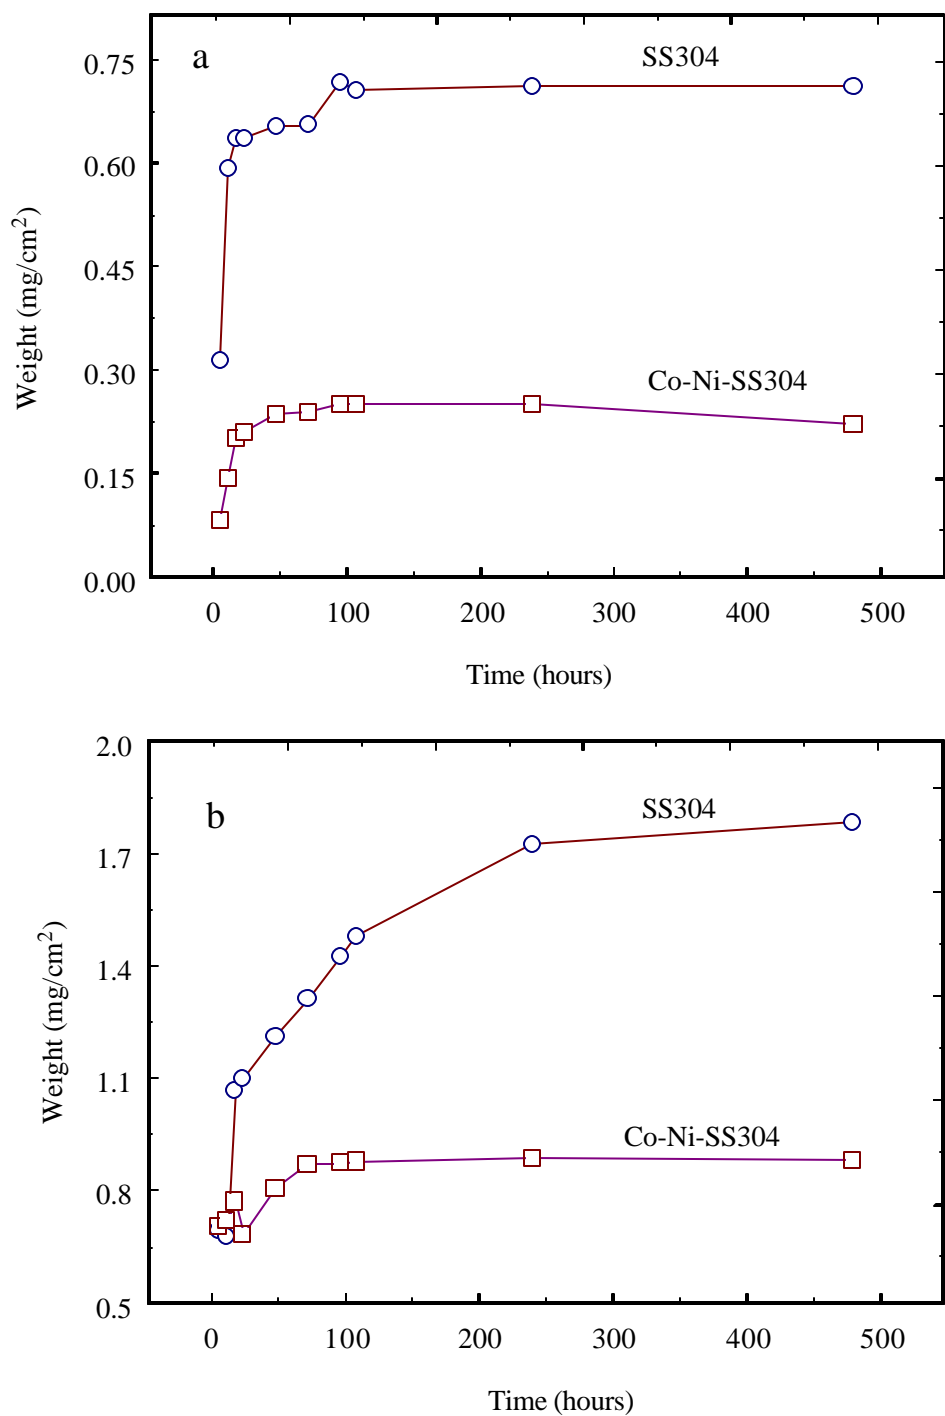 a
SS304
0.75
0.60
0.45
Weight (mg/cm²)
0.30
Co-Ni-SS304
0.15
0.00
0 100 200 300 400 500
Time (hours)
2.0
b
SS304
1.7
1.4
Weight (mg/cm²)
1.1
Co-Ni-SS304
0.8
0.5
0 100 200 300 400 500
Time (hours)